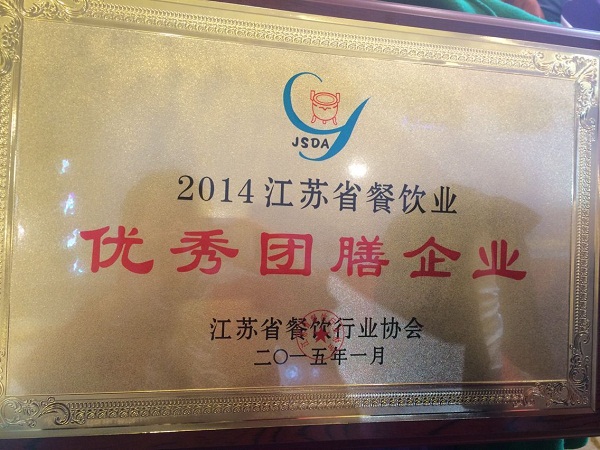 JSDA
2014江苏省餐饮业
优秀团膳企业
江苏省餐饮行业协会
二〇一五年一月